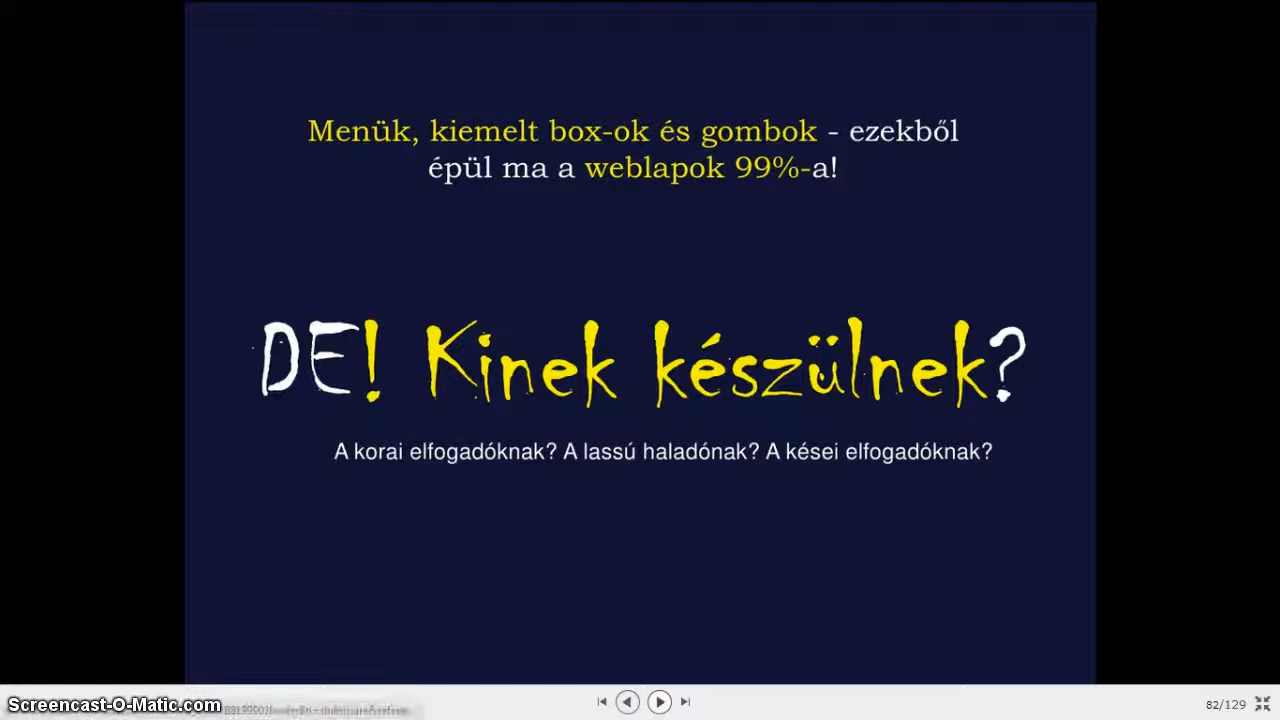 Menük, kiemelt box-ok és gombok - ezekből
épül ma a weblapok 99%-a!
DE! Kinek készülnek?
A korai elfogadóknak? A lassú haladónak? A kései elfogadóknak?
Screencast-O-Matic.com
82/129